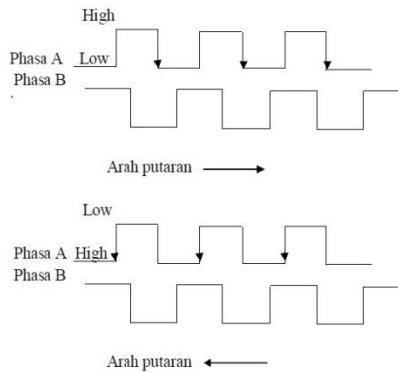 High
Phasa A Low
Phasa B
Arah putaran
Low
Phasa A High
Phasa B
Arah putaran